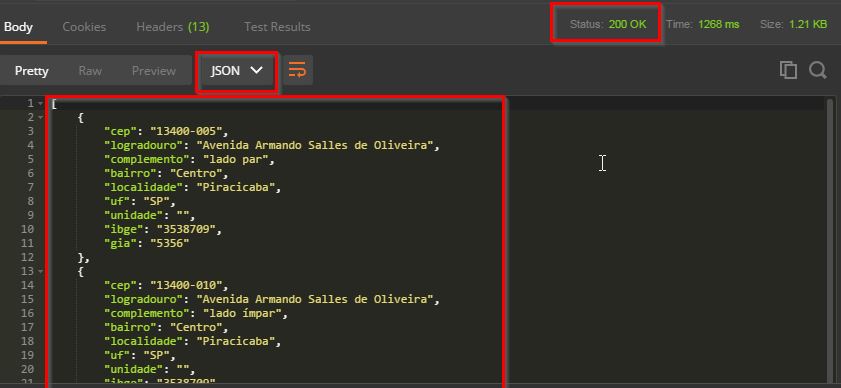 Body Cookies Headers (13) Test Results Status: 200 OK Time: 1268 ms Size: 1.21 KB
Pretty Raw Preview JSON
1 [
2 {
3 "cep": "13400-005",
4 "logradouro": "Avenida Armando Salles de Oliveira",
5 "complemento": "lado par",
6 "bairro": "Centro",
7 "localidade": "Piracicaba",
8 "uf": "SP",
9 "unidade": "",
10 "ibge": "3538709",
11 "gia": "5356"
12 },
13 {
14 "cep": "13400-010",
15 "logradouro": "Avenida Armando Salles de Oliveira",
16 "complemento": "lado ímpar",
17 "bairro": "Centro",
18 "localidade": "Piracicaba",
19 "uf": "SP",
20 "unidade": "",
21 "ibge": "3538709",